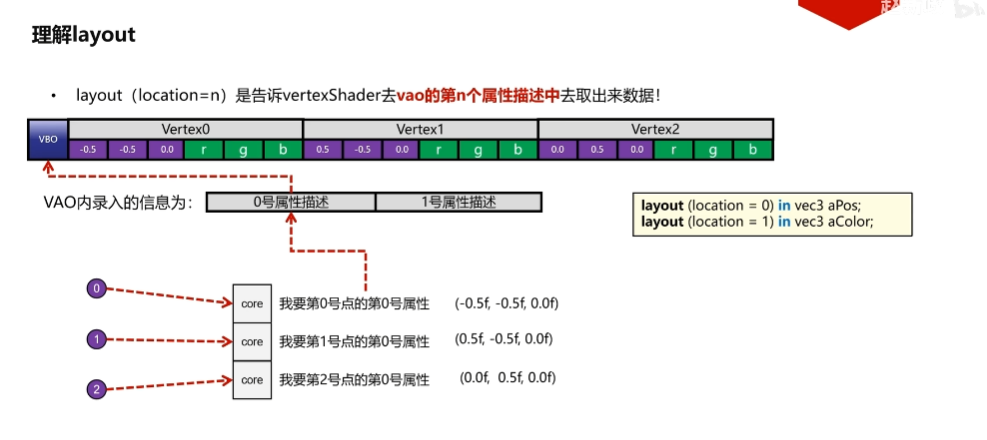 理解layout
• layout（location=n）是告诉vertexShader去vao的第n个属性描述中去取出来数据！
VBO Vertex0 Vertex1 Vertex2
-0.5 -0.5 0.0 r g b 0.5 -0.5 0.0 r g b 0.0 0.5 0.0 r g b
VAO内录入的信息为： 0号属性描述 1号属性描述
layout (location = 0) in vec3 aPos;
layout (location = 1) in vec3 aColor;
0 core 我要第0号点的第0号属性 (-0.5f, -0.5f, 0.0f)
1 core 我要第1号点的第0号属性 (0.5f, -0.5f, 0.0f)
2 core 我要第2号点的第0号属性 (0.0f, 0.5f, 0.0f)